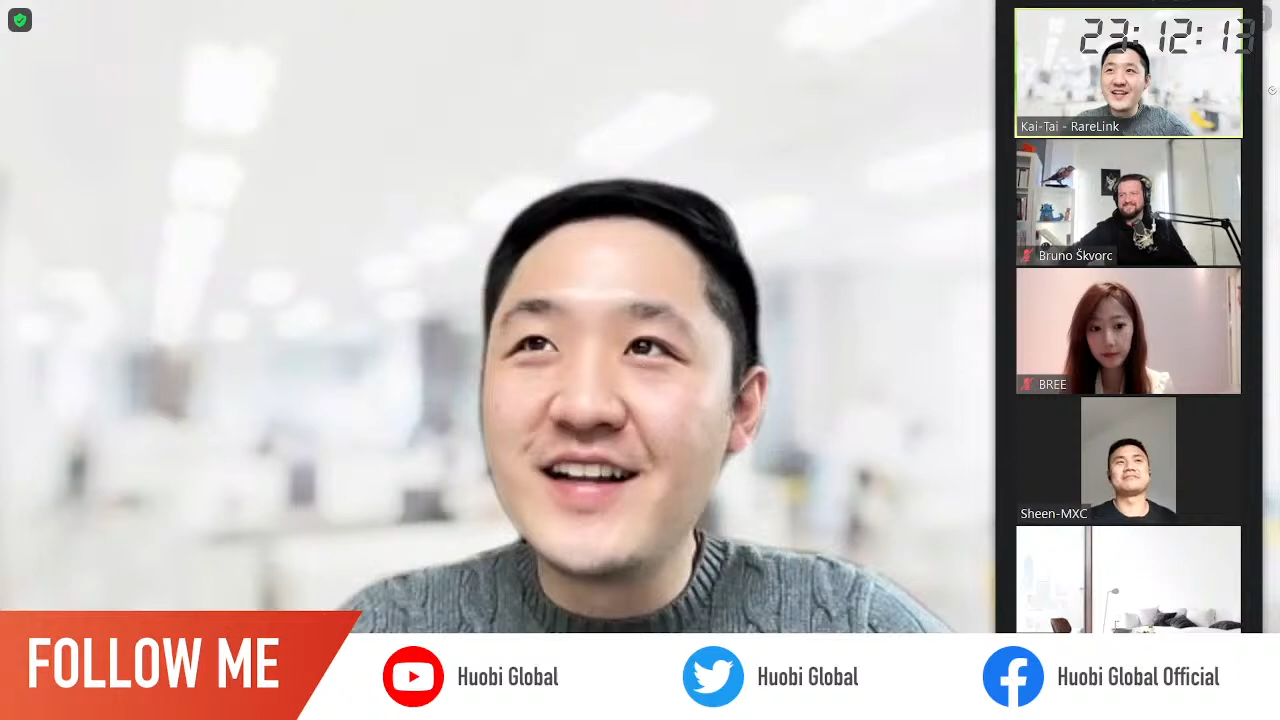 23:12:13
Kai-Tai - RareLink
Bruno Škvorc
BREE
Sheen-MXC
FOLLOW ME
Huobi Global
Huobi Global
Huobi Global Official